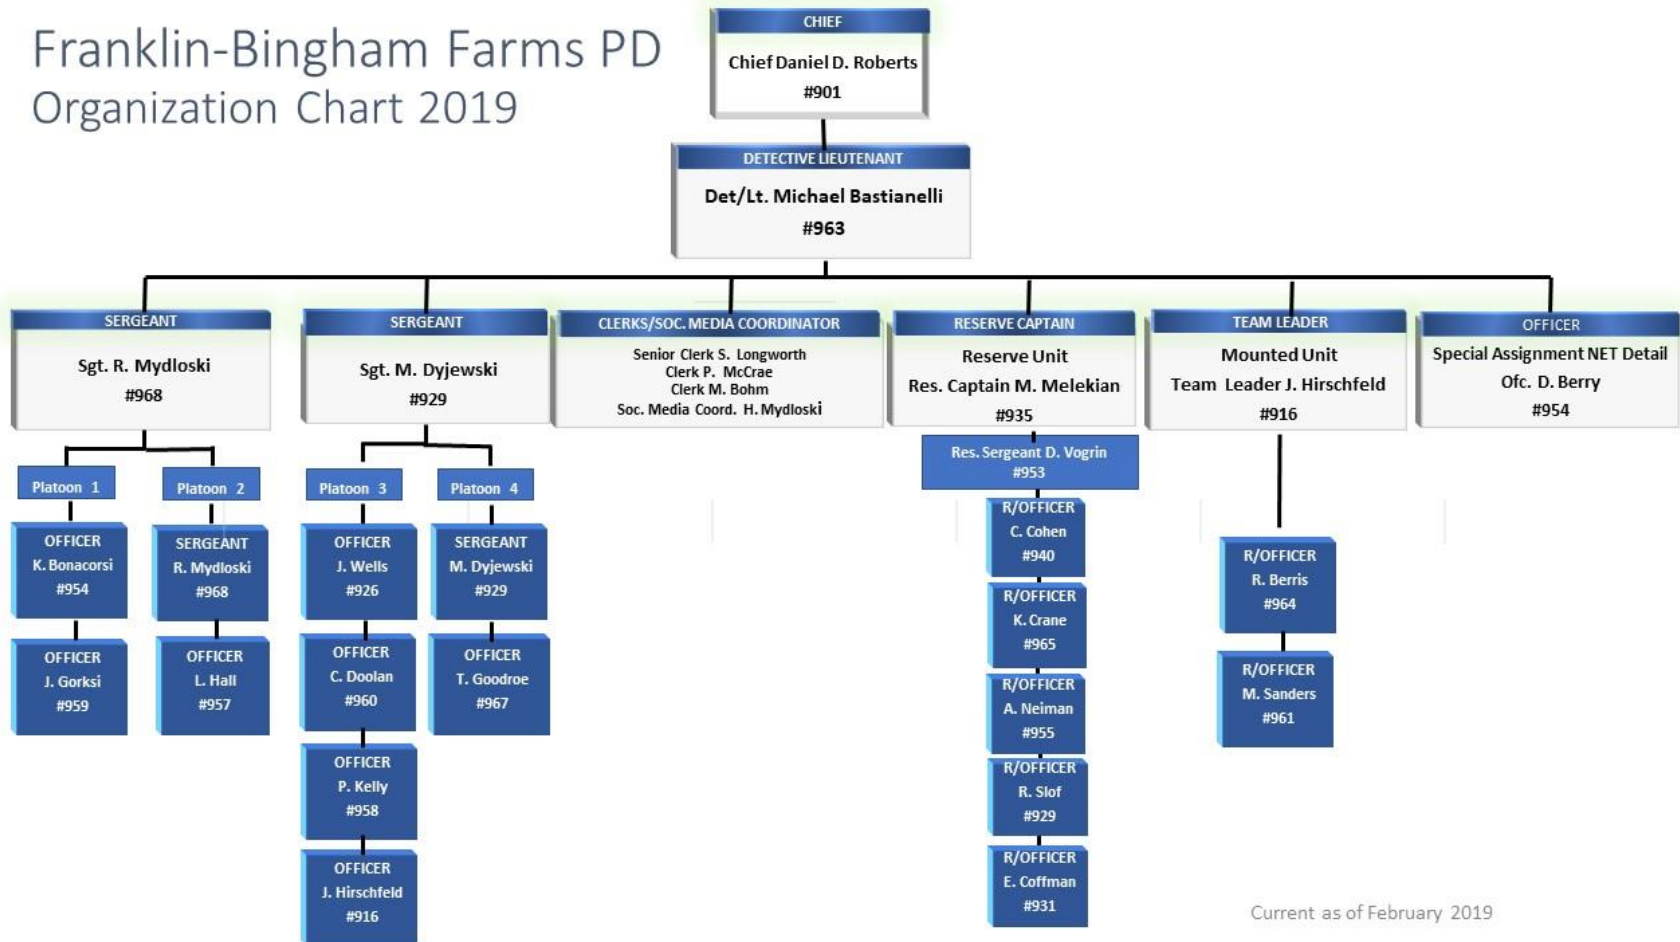 Franklin-Bingham Farms PD
Organization Chart 2019
CHIEF
Chief Daniel D. Roberts
#901
DETECTIVE LIEUTENANT
Det/Lt. Michael Bastianelli
#963
SERGEANT
Sgt. R. Mydloski
#968
Platoon 1
OFFICER
K. Bonacorsi
#954
OFFICER
J. Gorksi
#959
Platoon 2
SERGEANT
R. Mydloski
#968
OFFICER
L. Hall
#957
SERGEANT
Sgt. M. Dyjewski
#929
Platoon 3
OFFICER
J. Wells
#926
OFFICER
C. Doolan
#960
OFFICER
P. Kelly
#958
OFFICER
J. Hirschfeld
#916
Platoon 4
SERGEANT
M. Dyjewski
#929
OFFICER
T. Goodroe
#967
CLERKS/SOC. MEDIA COORDINATOR
Senior Clerk S. Longworth
Clerk P. McCrae
Clerk M. Bohm
Soc. Media Coord. H. Mydloski
RESERVE CAPTAIN
Reserve Unit
Res. Captain M. Melekian
#935
Res. Sergeant D. Vogrin
#953
R/OFFICER
C. Cohen
#940
R/OFFICER
K. Crane
#965
R/OFFICER
A. Neiman
#955
R/OFFICER
R. Slof
#929
R/OFFICER
E. Coffman
#931
TEAM LEADER
Mounted Unit
Team Leader J. Hirschfeld
#916
R/OFFICER
R. Berris
#964
R/OFFICER
M. Sanders
#961
OFFICER
Special Assignment NET Detail
Ofc. D. Berry
#954
Current as of February 2019